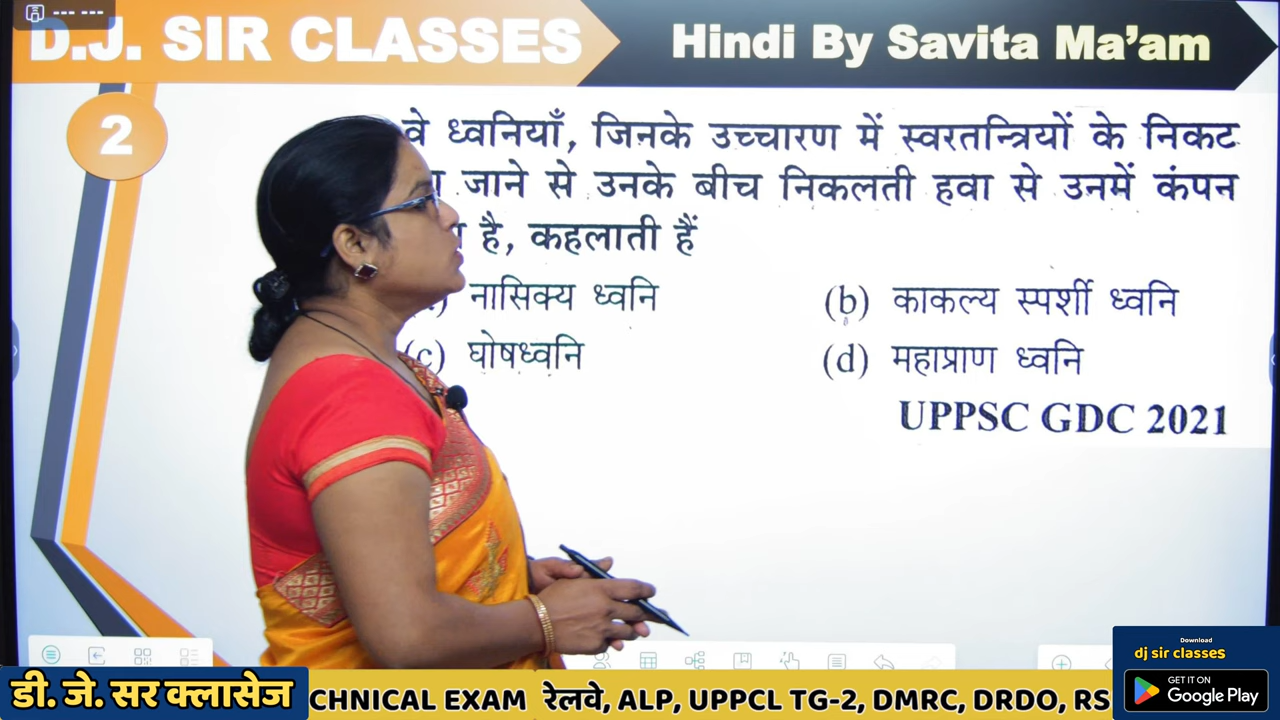 D.J. SIR CLASSES
Hindi By Savita Ma'am
2
वे ध्वनियाँ, जिनके उच्चारण में स्वरतन्त्रियों के निकट
जाने से उनके बीच निकलती हवा से उनमें कंपन
है, कहलाती हैं
नासिक्य ध्वनि
(b) काकल्य स्पर्शी ध्वनि
(c) घोषध्वनि
(d) महाप्राण ध्वनि
UPPSC GDC 2021
Download
dj sir classes
GET IT ON
Google Play
डी. जे. सर क्लासेज
CHNICAL EXAM रेलवे, ALP, UPPCL TG-2, DMRC, DRDO, RS